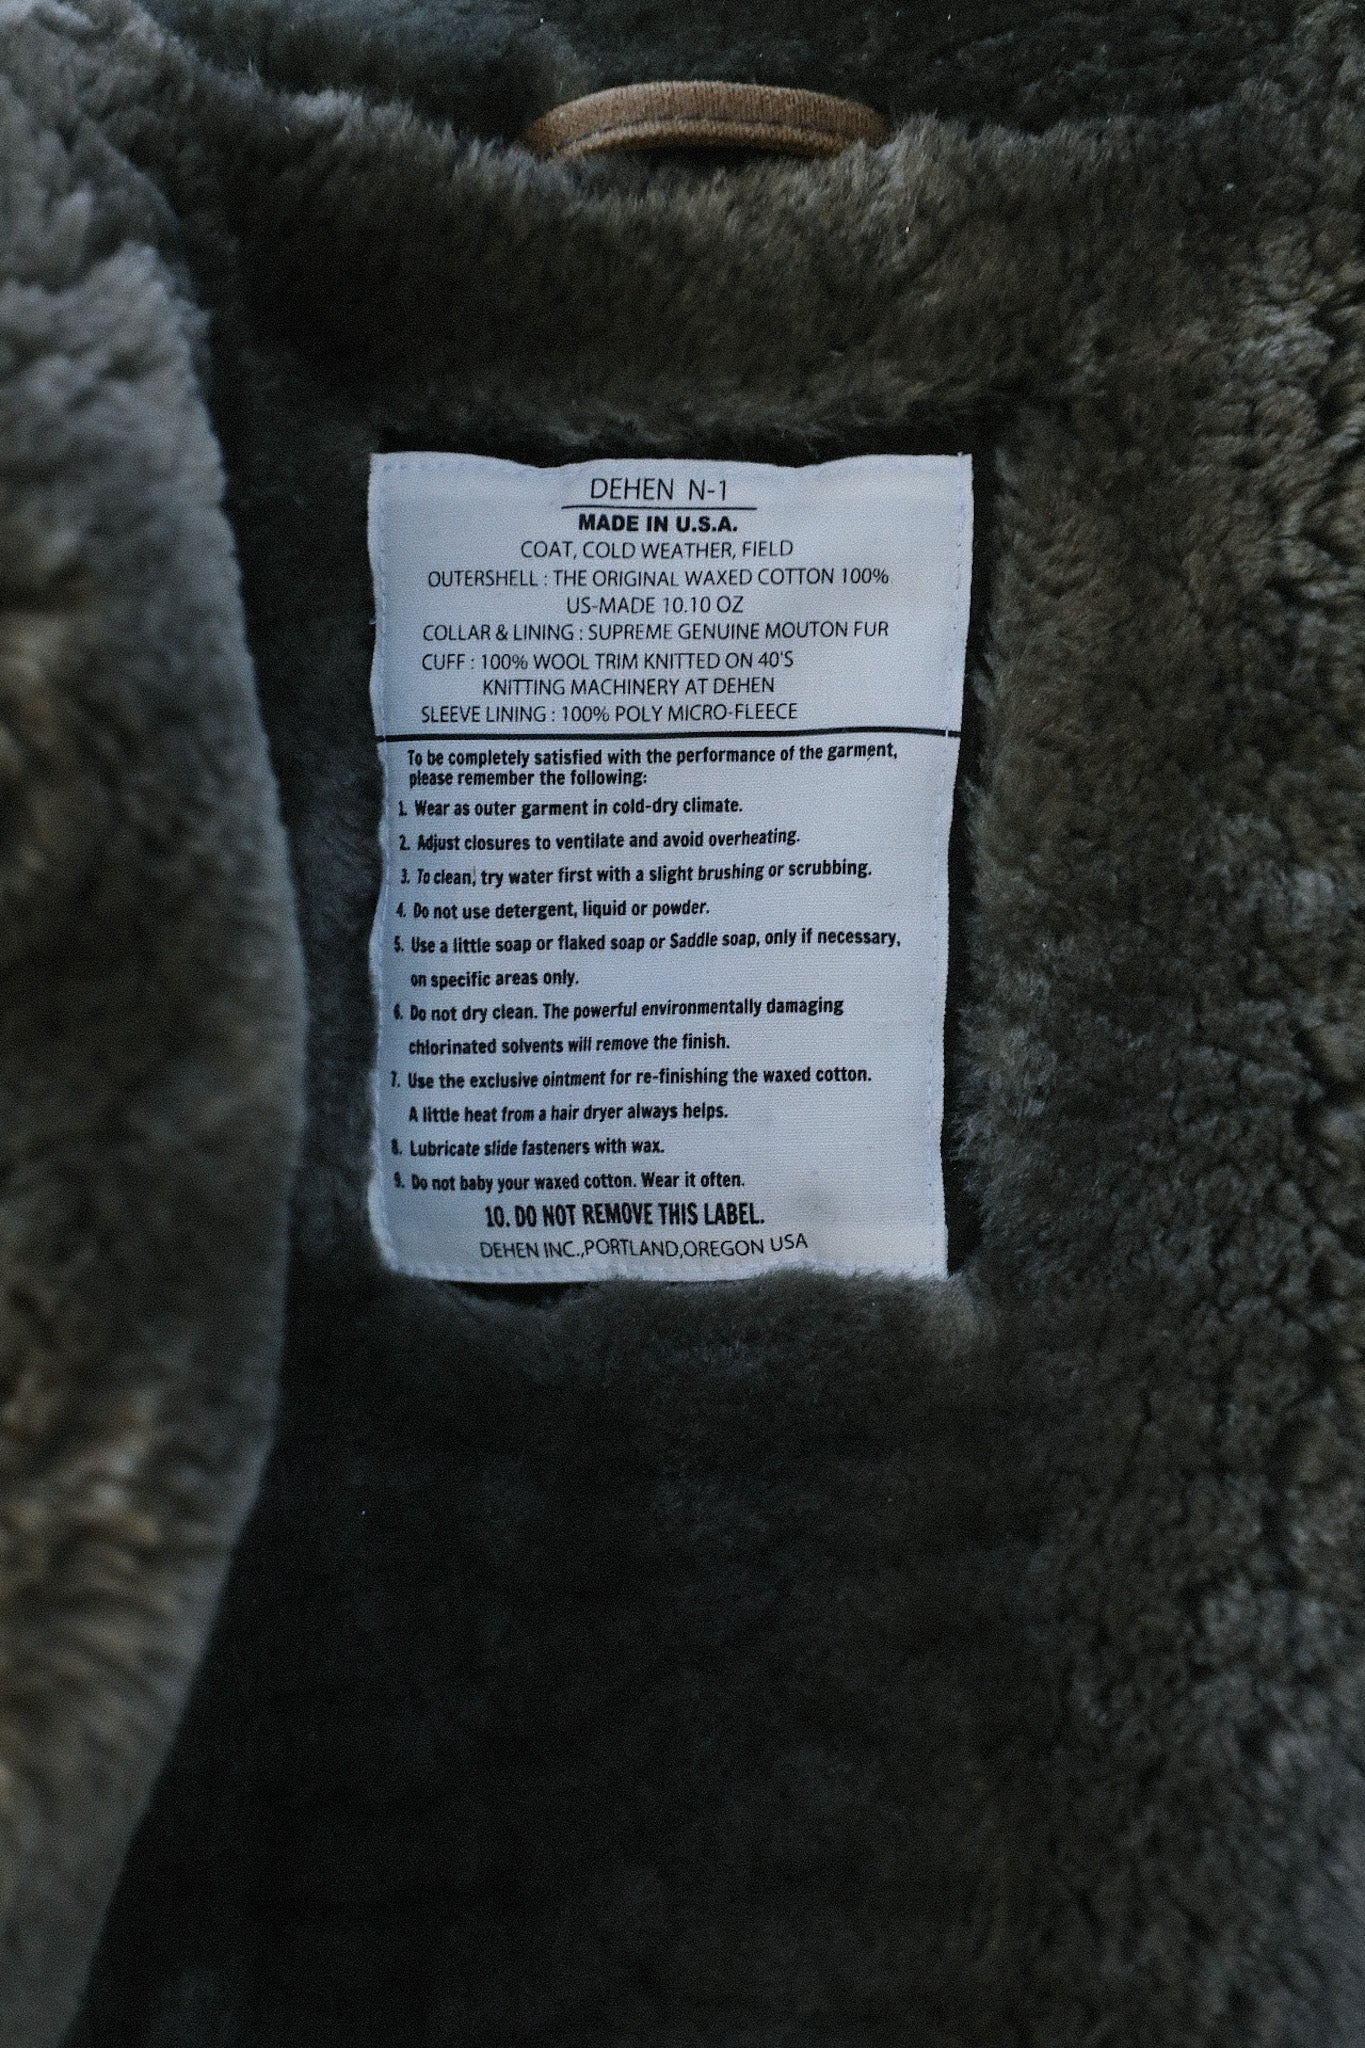 DEHEN N-1
MADE IN U.S.A.
COAT, COLD WEATHER, FIELD
OUTERSHELL : THE ORIGINAL WAXED COTTON 100%
US-MADE 10.10 OZ
COLLAR & LINING : SUPREME GENUINE MOUTON FUR
CUFF : 100% WOOL TRIM KNITTED ON 40'S
KNITTING MACHINERY AT DEHEN
SLEEVE LINING : 100% POLY MICRO-FLEECE
To be completely satisfied with the performance of the garment,
please remember the following:
1. Wear as outer garment in cold-dry climate.
2. Adjust closures to ventilate and avoid overheating.
3. To clean, try water first with a slight brushing or scrubbing.
4. Do not use detergent, liquid or powder.
5. Use a little soap or flaked soap or Saddle soap, only if necessary,
on specific areas only.
6. Do not dry clean. The powerful environmentally damaging
chlorinated solvents will remove the finish.
7. Use the exclusive ointment for re-finishing the waxed cotton.
A little heat from a hair dryer always helps.
8. Lubricate slide fasteners with wax.
9. Do not baby your waxed cotton. Wear it often.
10. DO NOT REMOVE THIS LABEL.
DEHEN INC.,PORTLAND,OREGON USA